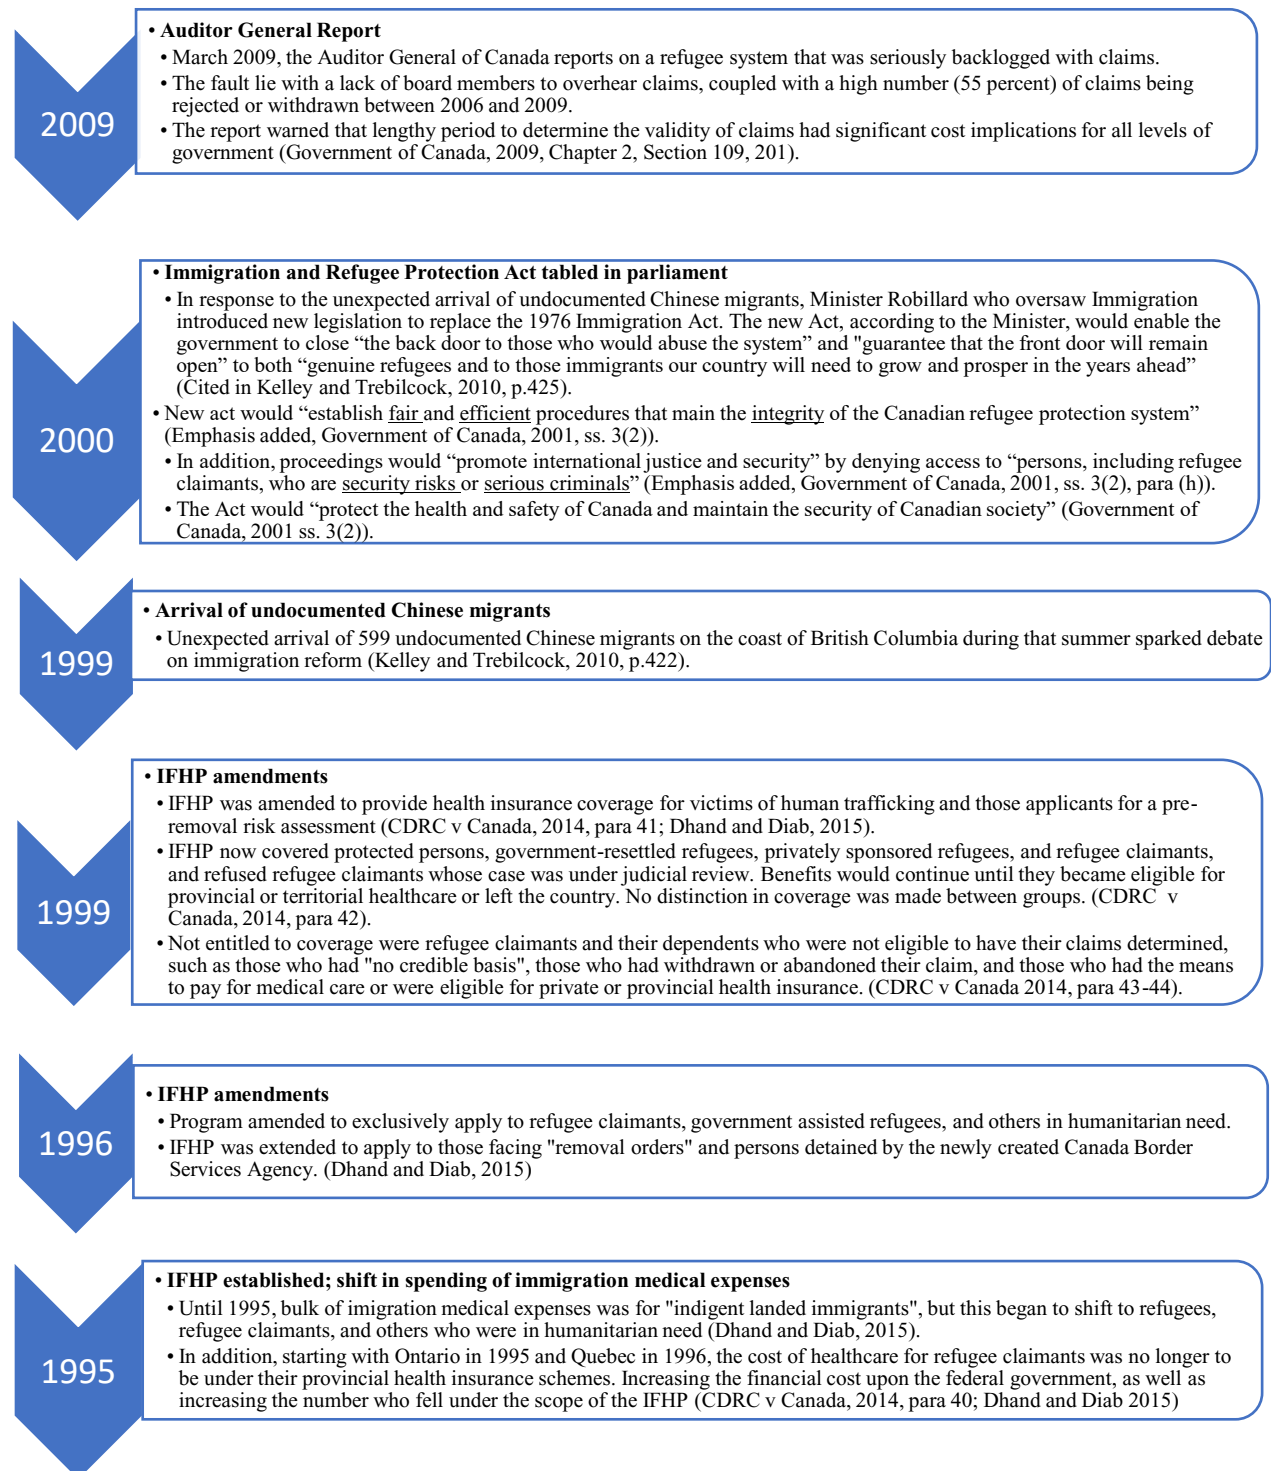 2009
• Auditor General Report
• March 2009, the Auditor General of Canada reports on a refugee system that was seriously backlogged with claims.
• The fault lie with a lack of board members to overhear claims, coupled with a high number (55 percent) of claims being
rejected or withdrawn between 2006 and 2009.
• The report warned that lengthy period to determine the validity of claims had significant cost implications for all levels of
government (Government of Canada, 2009, Chapter 2, Section 109, 201).
2000
• Immigration and Refugee Protection Act tabled in parliament
• In response to the unexpected arrival of undocumented Chinese migrants, Minister Robillard who oversaw Immigration
introduced new legislation to replace the 1976 Immigration Act. The new Act, according to the Minister, would enable the
government to close “the back door to those who would abuse the system” and "guarantee that the front door will remain
open” to both “genuine refugees and to those immigrants our country will need to grow and prosper in the years ahead”
(Cited in Kelley and Trebilcock, 2010, p.425).
• New act would “establish fair and efficient procedures that main the integrity of the Canadian refugee protection system”
(Emphasis added, Government of Canada, 2001, ss. 3(2)).
• In addition, proceedings would “promote international justice and security” by denying access to “persons, including refugee
claimants, who are security risks or serious criminals” (Emphasis added, Government of Canada, 2001, ss. 3(2), para (h)).
• The Act would “protect the health and safety of Canada and maintain the security of Canadian society” (Government of
Canada, 2001 ss. 3(2)).
1999
• Arrival of undocumented Chinese migrants
• Unexpected arrival of 599 undocumented Chinese migrants on the coast of British Columbia during that summer sparked debate
on immigration reform (Kelley and Trebilcock, 2010, p.422).
1999
• IFHP amendments
• IFHP was amended to provide health insurance coverage for victims of human trafficking and those applicants for a pre-
removal risk assessment (CDRC v Canada, 2014, para 41; Dhand and Diab, 2015).
• IFHP now covered protected persons, government-resettled refugees, privately sponsored refugees, and refugee claimants,
and refused refugee claimants whose case was under judicial review. Benefits would continue until they became eligible for
provincial or territorial healthcare or left the country. No distinction in coverage was made between groups. (CDRC v
Canada, 2014, para 42).
• Not entitled to coverage were refugee claimants and their dependents who were not eligible to have their claims determined,
such as those who had "no credible basis", those who had withdrawn or abandoned their claim, and those who had the means
to pay for medical care or were eligible for private or provincial health insurance. (CDRC v Canada 2014, para 43-44).
1996
• IFHP amendments
• Program amended to exclusively apply to refugee claimants, government assisted refugees, and others in humanitarian need.
• IFHP was extended to apply to those facing "removal orders" and persons detained by the newly created Canada Border
Services Agency. (Dhand and Diab, 2015)
1995
• IFHP established; shift in spending of immigration medical expenses
• Until 1995, bulk of imigration medical expenses was for "indigent landed immigrants", but this began to shift to refugees,
refugee claimants, and others who were in humanitarian need (Dhand and Diab, 2015).
• In addition, starting with Ontario in 1995 and Quebec in 1996, the cost of healthcare for refugee claimants was no longer to
be under their provincial health insurance schemes. Increasing the financial cost upon the federal government, as well as
increasing the number who fell under the scope of the IFHP (CDRC v Canada, 2014, para 40; Dhand and Diab 2015)